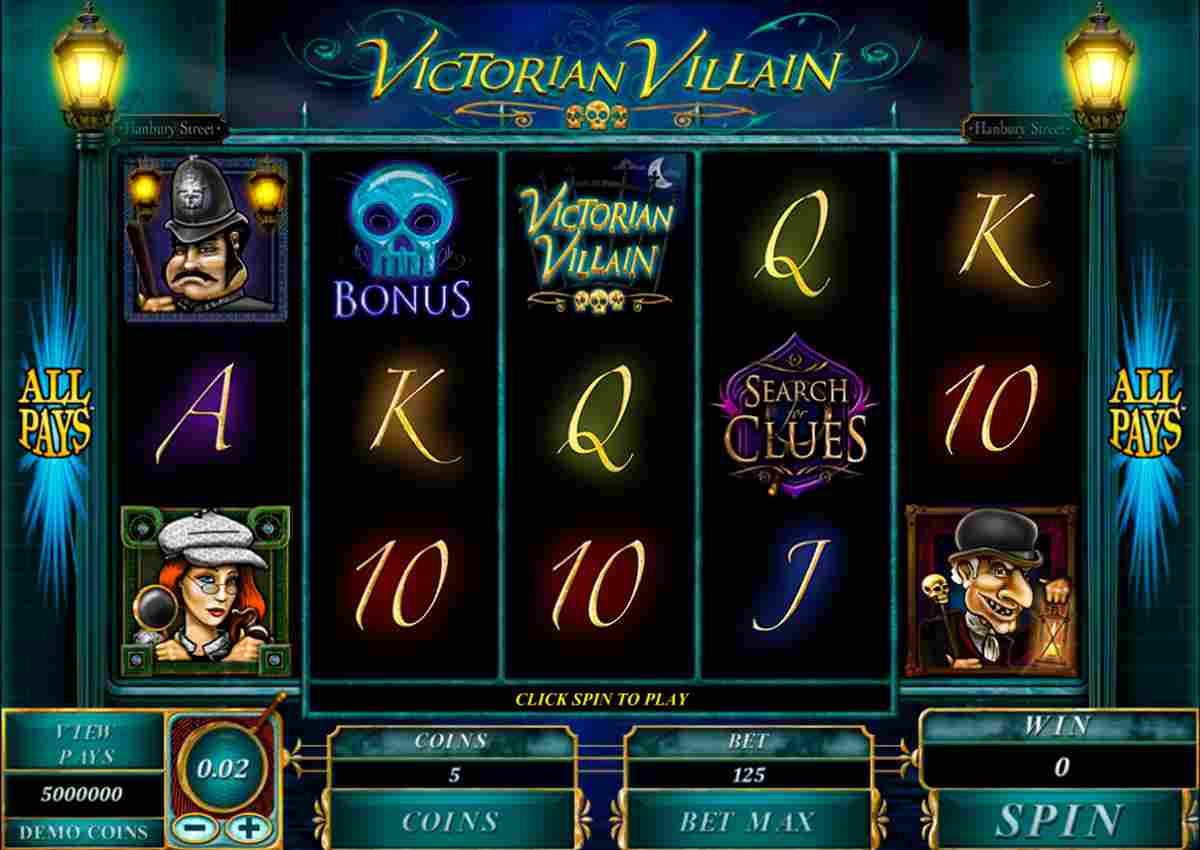 VICTORIAN VILLAIN
Hanbury Street
Hanbury Street
BONUS
VICTORIAN
VILLAIN
Q
K
ALL
PAYS
A
K
Q
SEARCH
for
CLUES
10
ALL
PAYS
10
10
J
CLICK SPIN TO PLAY
VIEW
PAYS
5000000
DEMO COINS
0.02
COINS
5
COINS
BET
125
BET MAX
WIN
0
SPIN